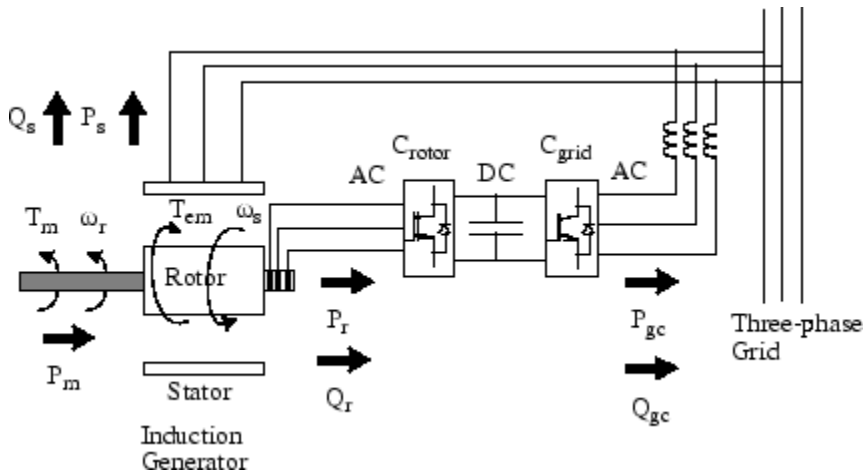 Qs Ps
Crotor
Cgrid
AC
DC
AC
Tm ωr
Tem ωs
Rotor
Pm
Pr
Pgc
Three-phase
Grid
Stator
Qr
Qgc
Induction
Generator